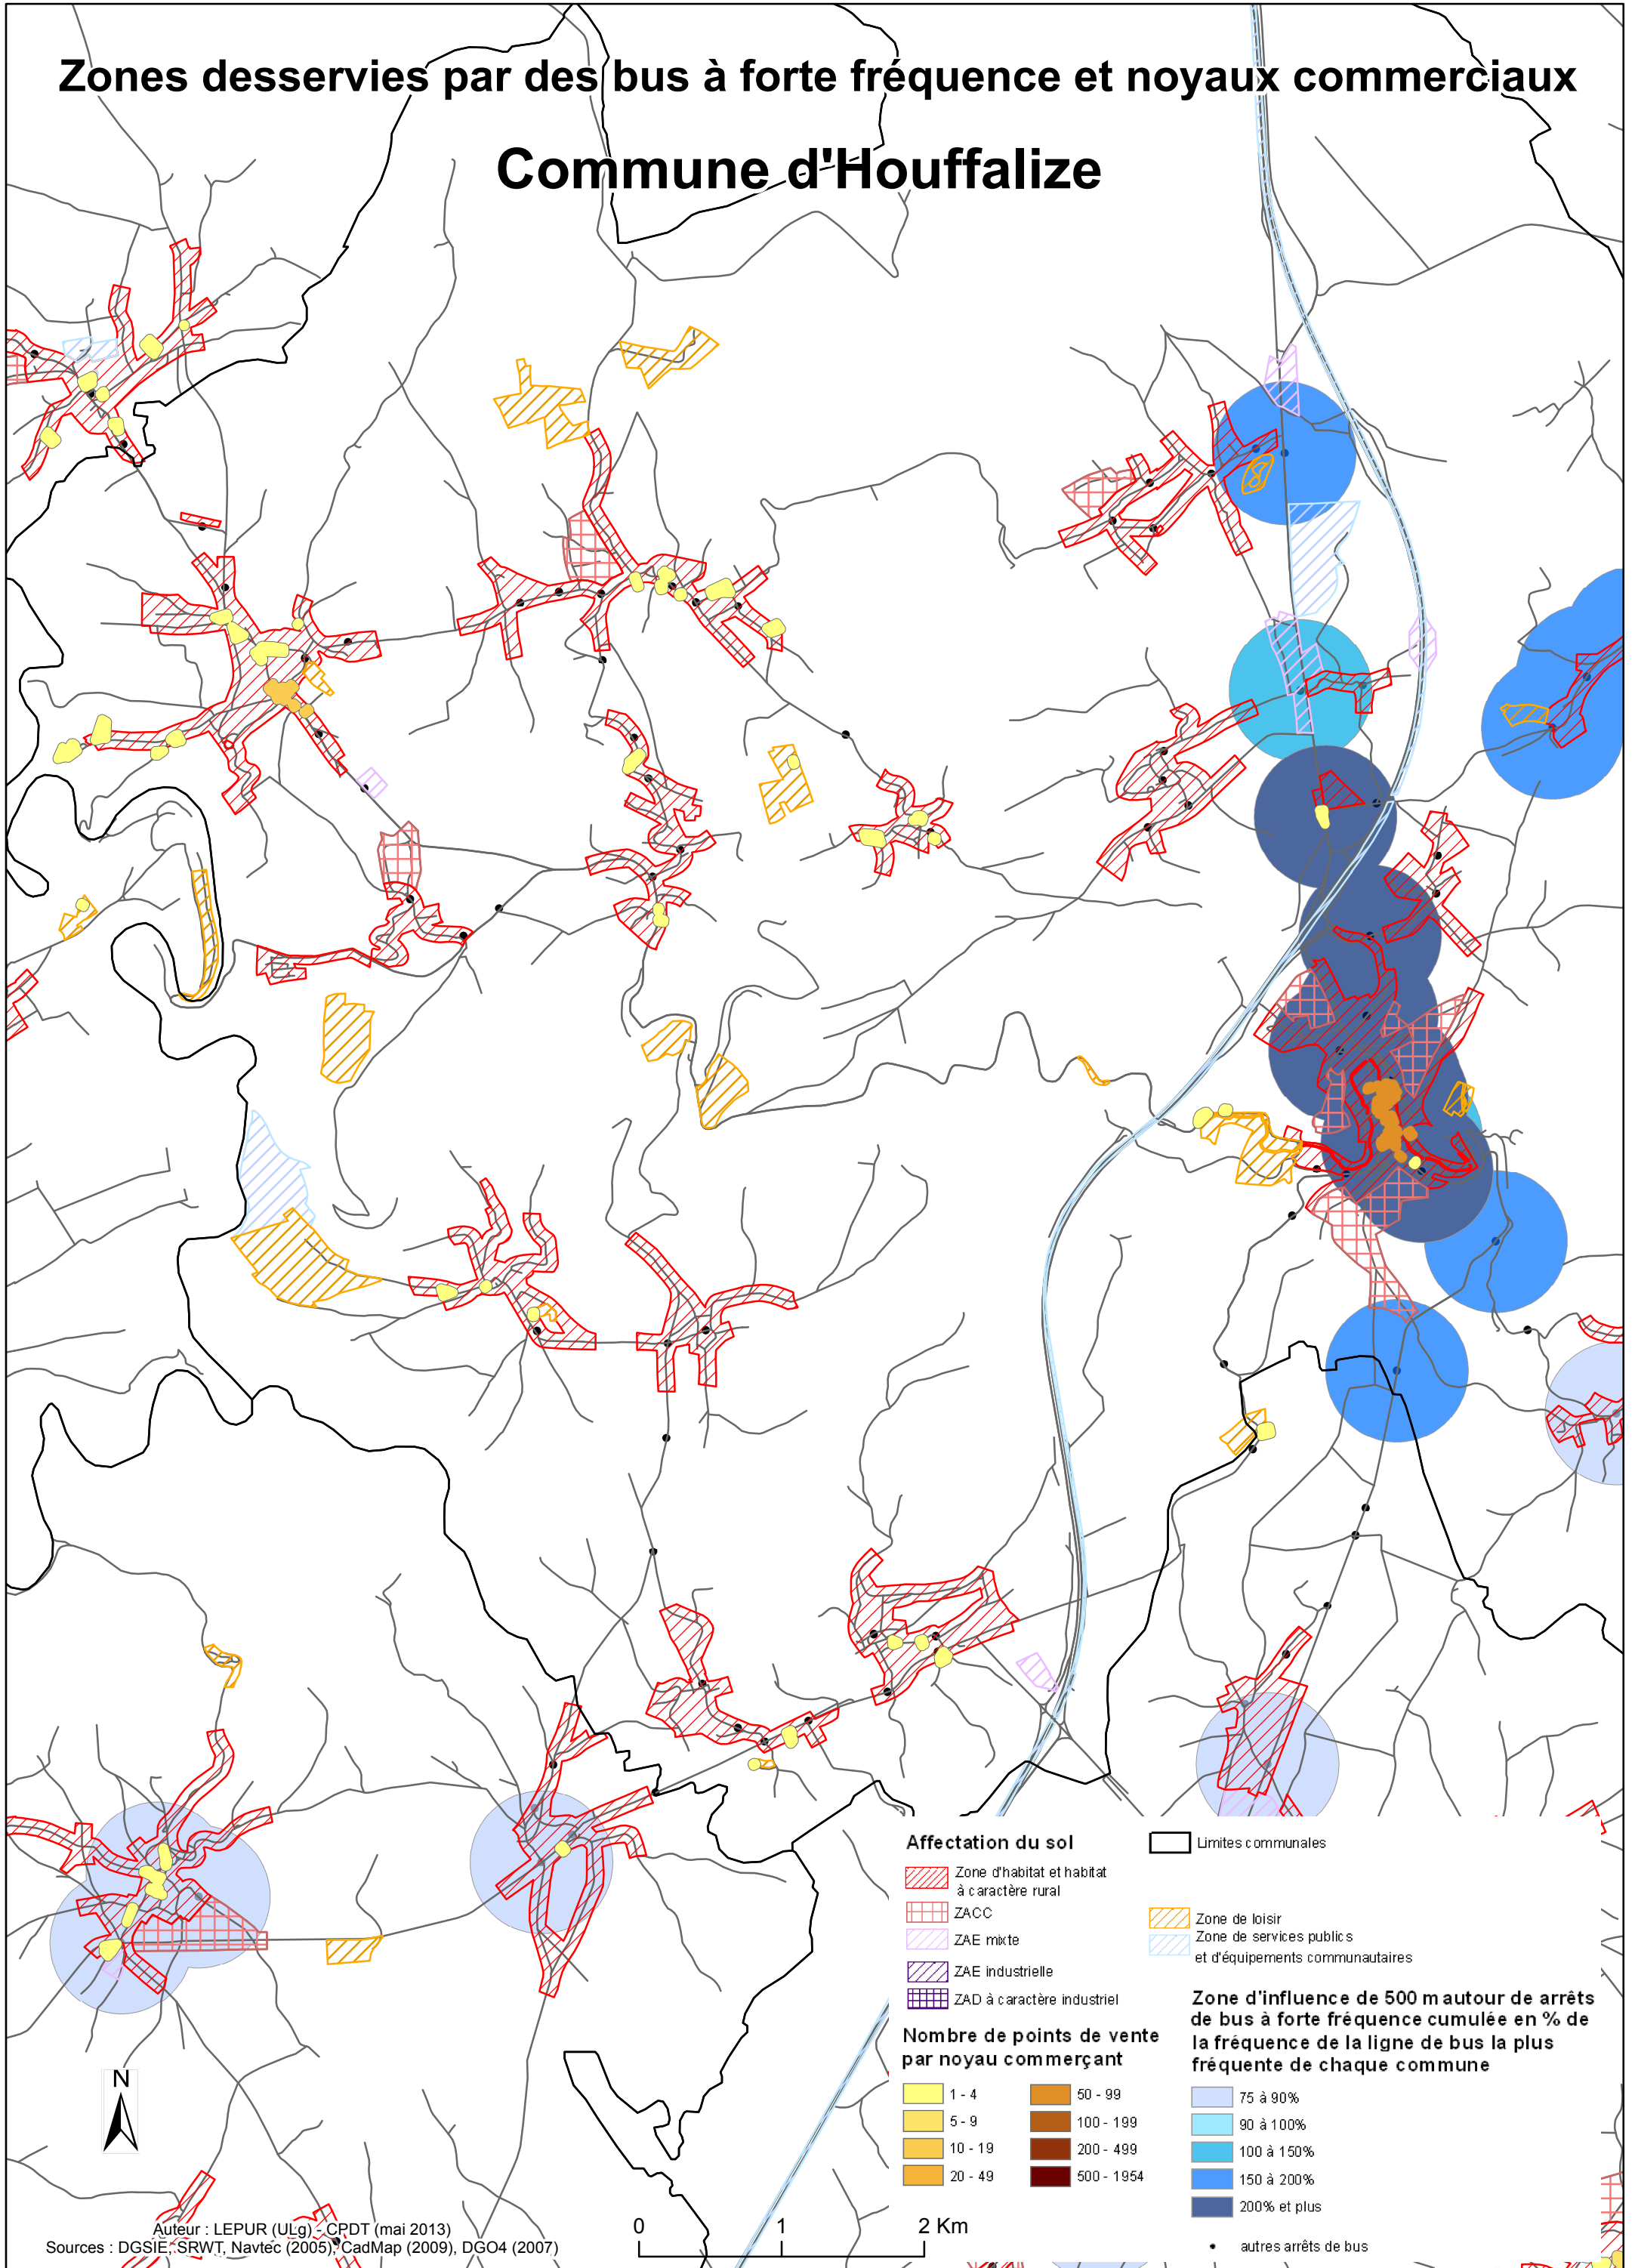 Zones desservies par des bus à forte fréquence et noyaux commerciaux
Commune d'Houffalize
Affectation du sol
Zone d'habitat et habitat
à caractère rural
ZACC
ZAE mixte
ZAE industrielle
ZAD à caractère industriel
Limites communales
Zone de loisir
Zone de services publics
et d'équipements communautaires
Nombre de points de vente
par noyau commerçant
1 - 4
5 - 9
10 - 19
20 - 49
50 - 99
100 - 199
200 - 499
500 - 1954
Zone d'influence de 500 m autour de arrêts
de bus à forte fréquence cumulée en % de
la fréquence de la ligne de bus la plus
fréquente de chaque commune
75 à 90%
90 à 100%
100 à 150%
150 à 200%
200% et plus
autres arrêts de bus
N
Auteur : LEPUR (ULg) - CPDT (mai 2013)
Sources : DGSIE, SRWT, Navtec (2005), CadMap (2009), DGO4 (2007)
0 1 2 Km